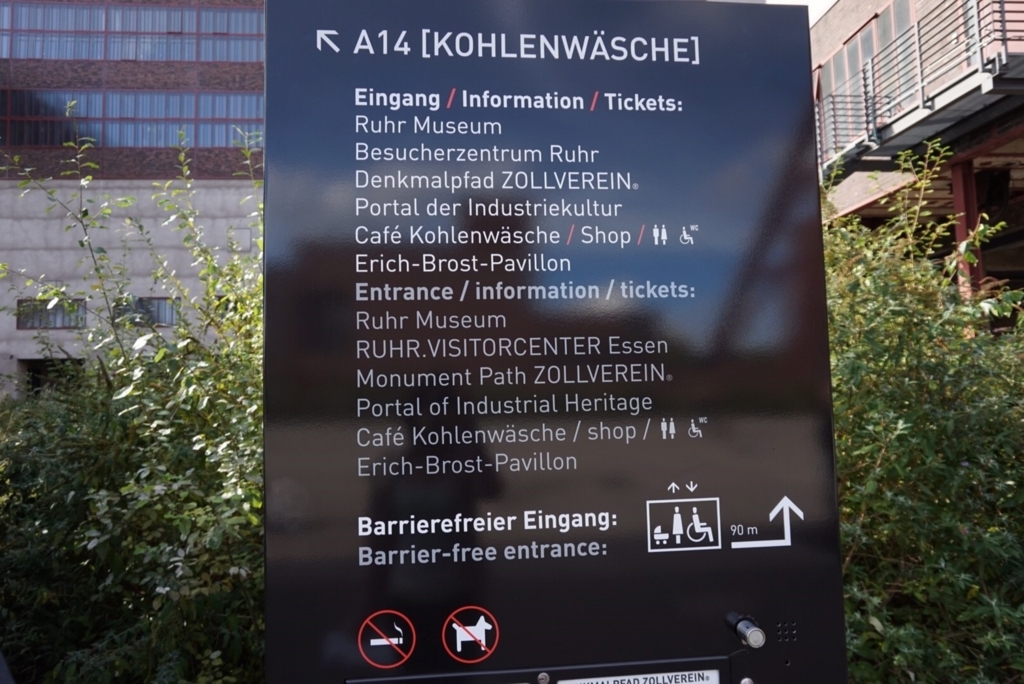 A14 [KOHLENWÄSCHE]
Eingang / Information / Tickets:
Ruhr Museum
Besucherzentrum Ruhr
Denkmalpfad ZOLLVEREIN®
Portal der Industriekultur
Café Kohlenwäsche / Shop / WC
Erich-Brost-Pavillon
Entrance / information / tickets:
Ruhr Museum
RUHR.VISITORCENTER Essen
Monument Path ZOLLVEREIN®
Portal of Industrial Heritage
Café Kohlenwäsche / shop / WC
Erich-Brost-Pavillon
Barrierefreier Eingang:
90 m
Barrier-free entrance:
ZOLLVEREIN®